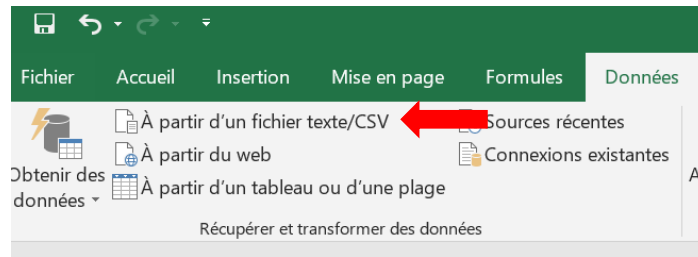 Fichier Accueil Insertion Mise en page Formules Données
À partir d'un fichier texte/CSV Sources récentes
À partir du web Connexions existantes
Obtenir des données
À partir d'un tableau ou d'une plage
Récupérer et transformer des données